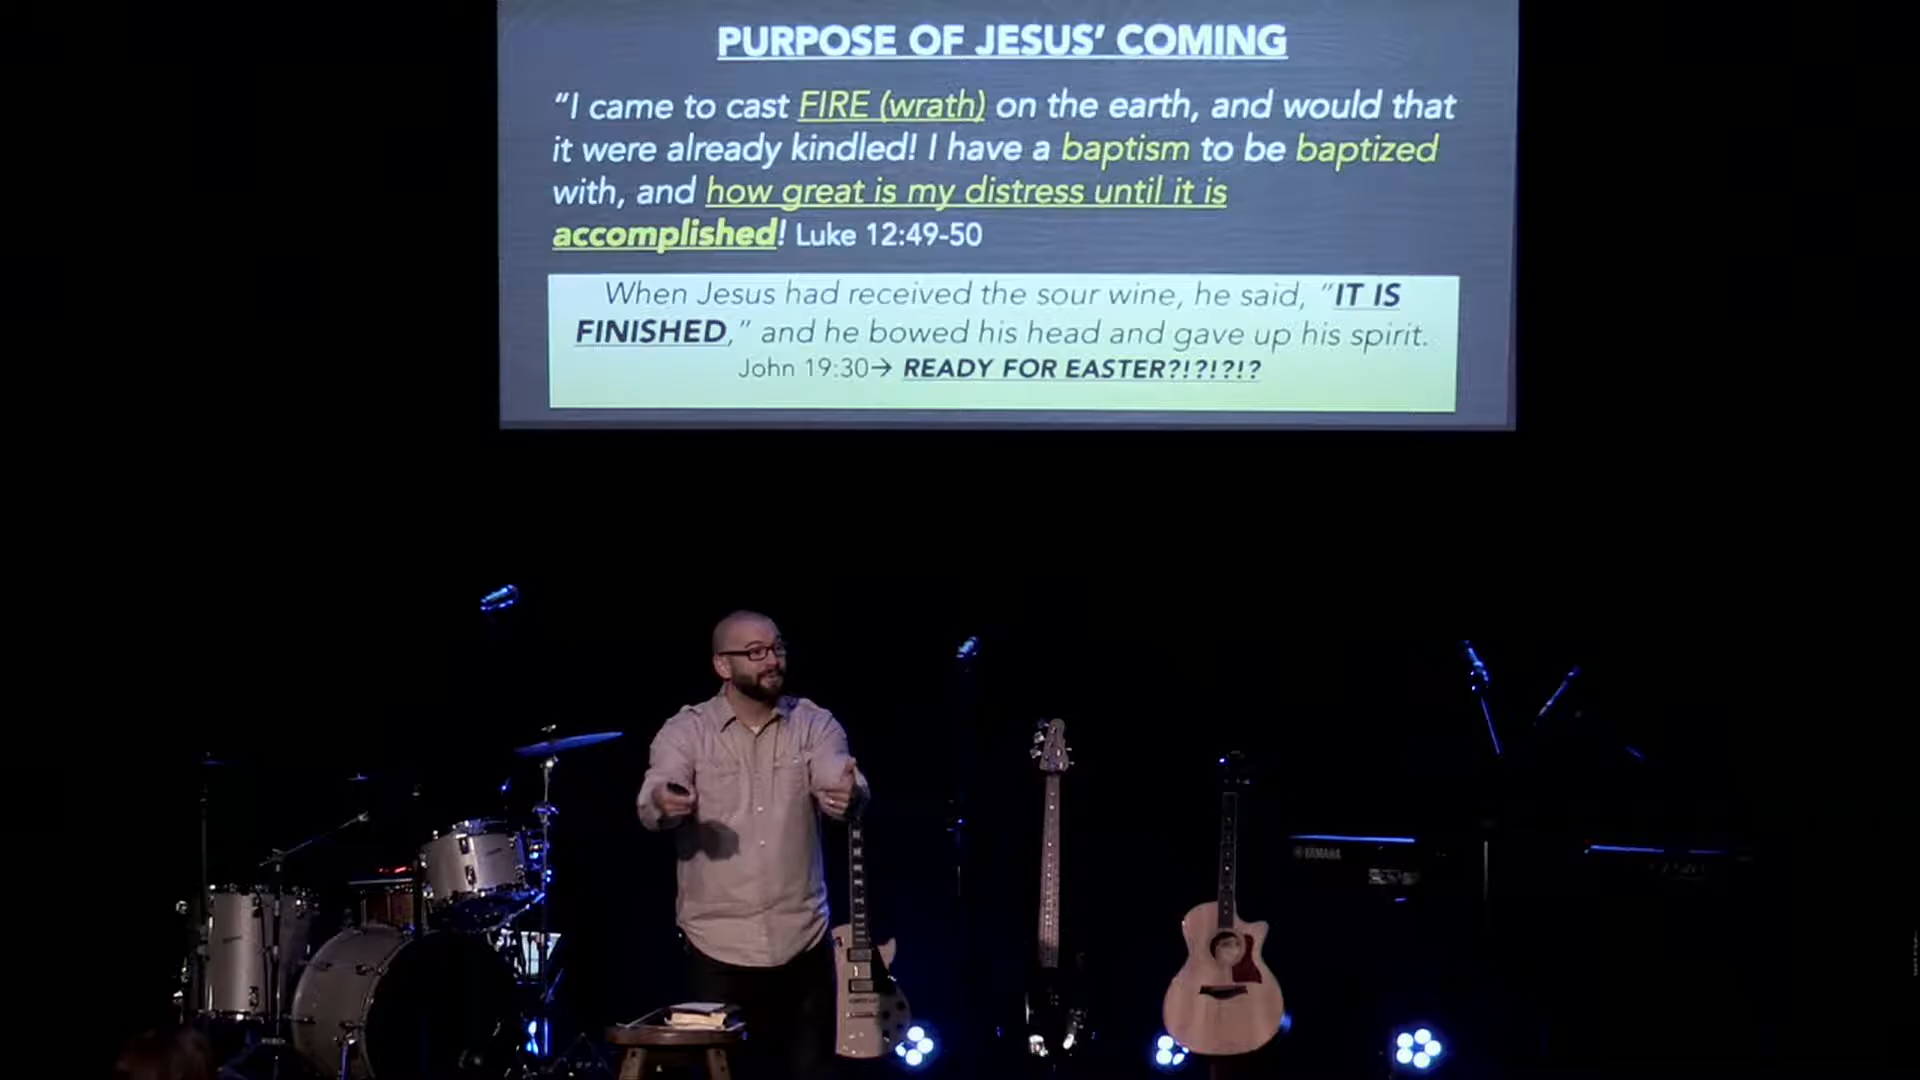 PURPOSE OF JESUS’ COMING
“I came to cast FIRE (wrath) on the earth, and would that
it were already kindled! I have a baptism to be baptized
with, and how great is my distress until it is
accomplished! Luke 12:49-50
When Jesus had received the sour wine, he said, “IT IS
FINISHED,” and he bowed his head and gave up his spirit.
John 19:30→ READY FOR EASTER?!?!?!?
YAMAHA